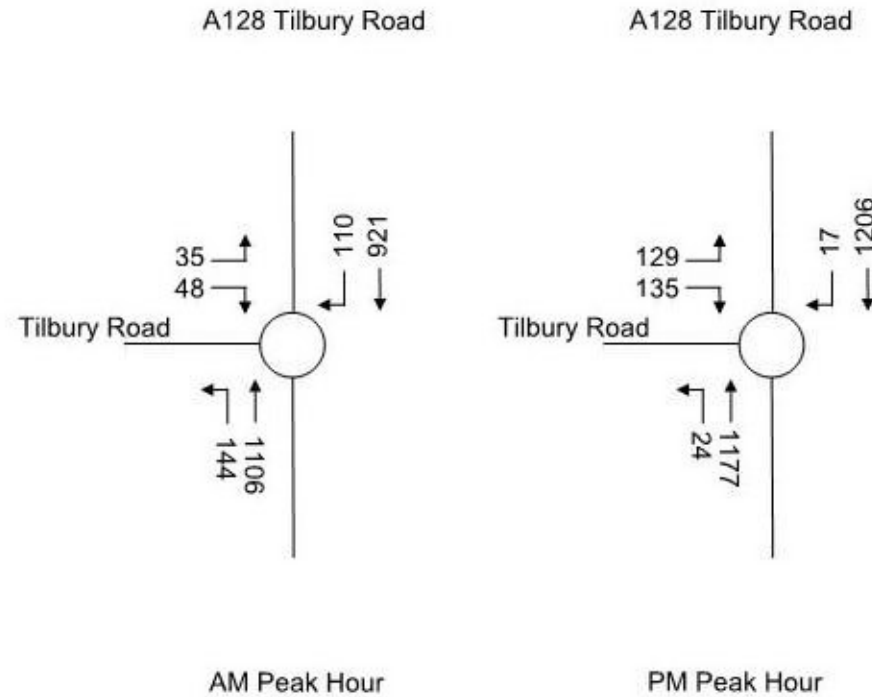 A128 Tilbury Road
A128 Tilbury Road
110
921
35
48
Tilbury Road
144
1106
17
1206
129
135
Tilbury Road
24
1177
AM Peak Hour
PM Peak Hour